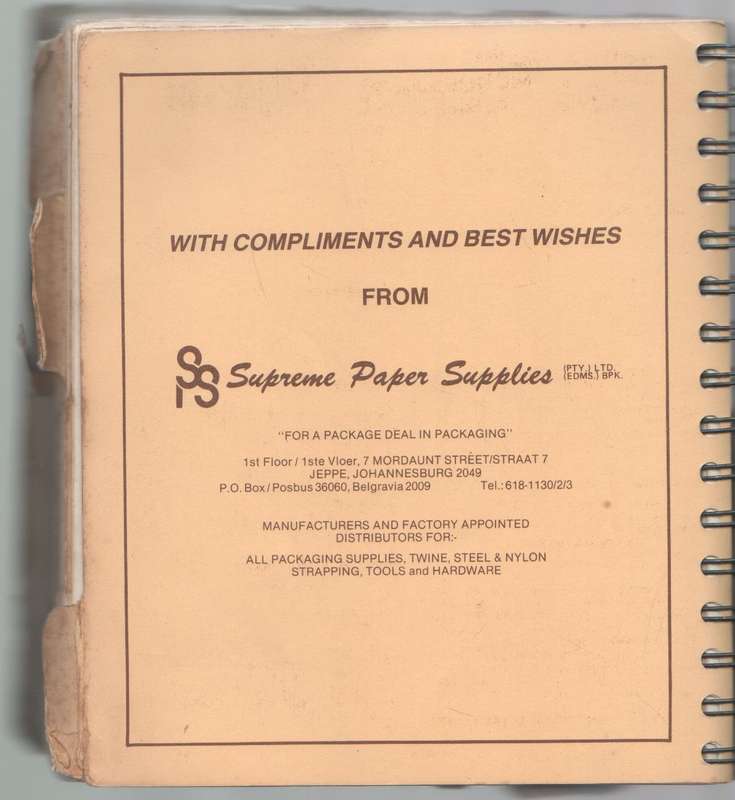 WITH COMPLIMENTS AND BEST WISHES
FROM
SPS Supreme Paper Supplies (PTY.) LTD.
(EDMS.) BPK.
"FOR A PACKAGE DEAL IN PACKAGING"
1st Floor / 1ste Vloer, 7 MORDAUNT STREET/STRAAT 7
JEPPE, JOHANNESBURG 2049
P.O. Box / Posbus 36060, Belgravia 2009 Tel.: 618-1130/2/3
MANUFACTURERS AND FACTORY APPOINTED
DISTRIBUTORS FOR:-
ALL PACKAGING SUPPLIES, TWINE, STEEL & NYLON
STRAPPING, TOOLS and HARDWARE